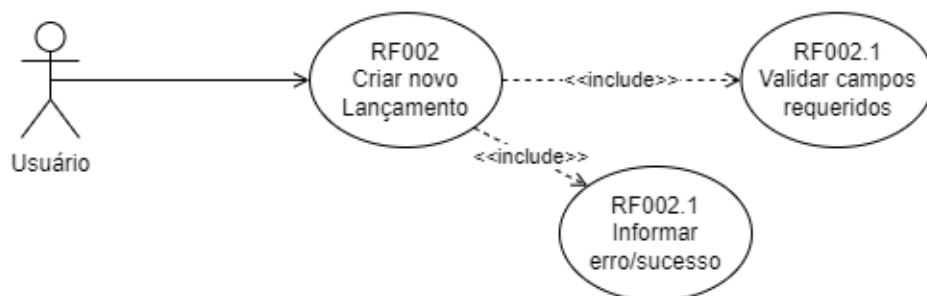 RF002
Criar novo
Lançamento
<<include>>
RF002.1
Validar campos
requeridos
Usuário
<<include>>
RF002.1
Informar
erro/sucesso